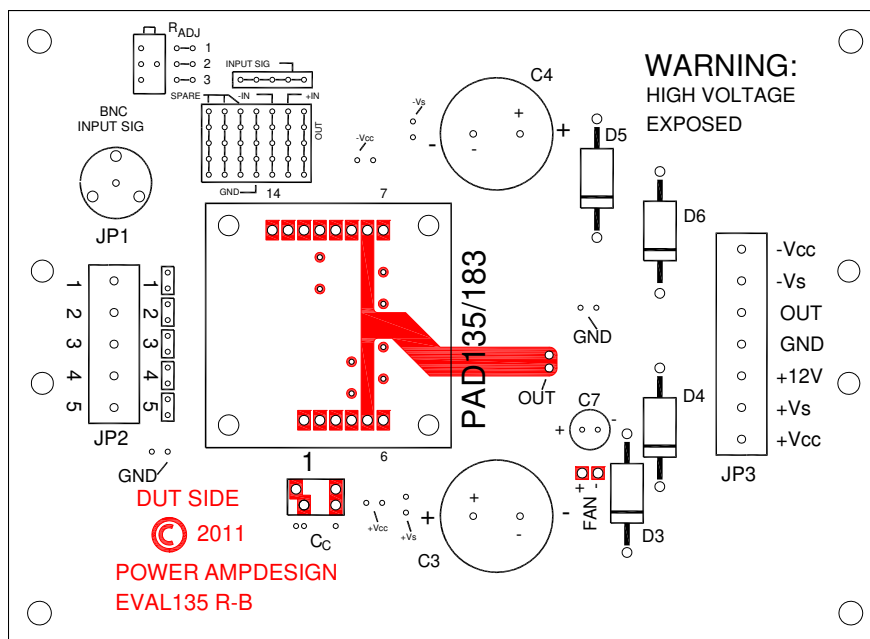 R ADJ
1
2
3
INPUT SIG
SPARE
-IN
+IN
OUT
GND
14
7
BNC
INPUT SIG
JP1
-Vs
-Vcc
C4
+
-
+
-
WARNING:
HIGH VOLTAGE
EXPOSED
D5
D6
-Vcc
-Vs
OUT
GND
+12V
+Vs
+Vcc
JP3
1
2
3
4
5
1
2
3
4
5
JP2
GND
PAD135/183
GND
OUT
C7
+
-
D4
+
-
FAN
D3
1
6
CC
+Vcc
+Vs
+
-
+
-
C3
DUT SIDE
© 2011
POWER AMPDESIGN
EVAL135 R-B